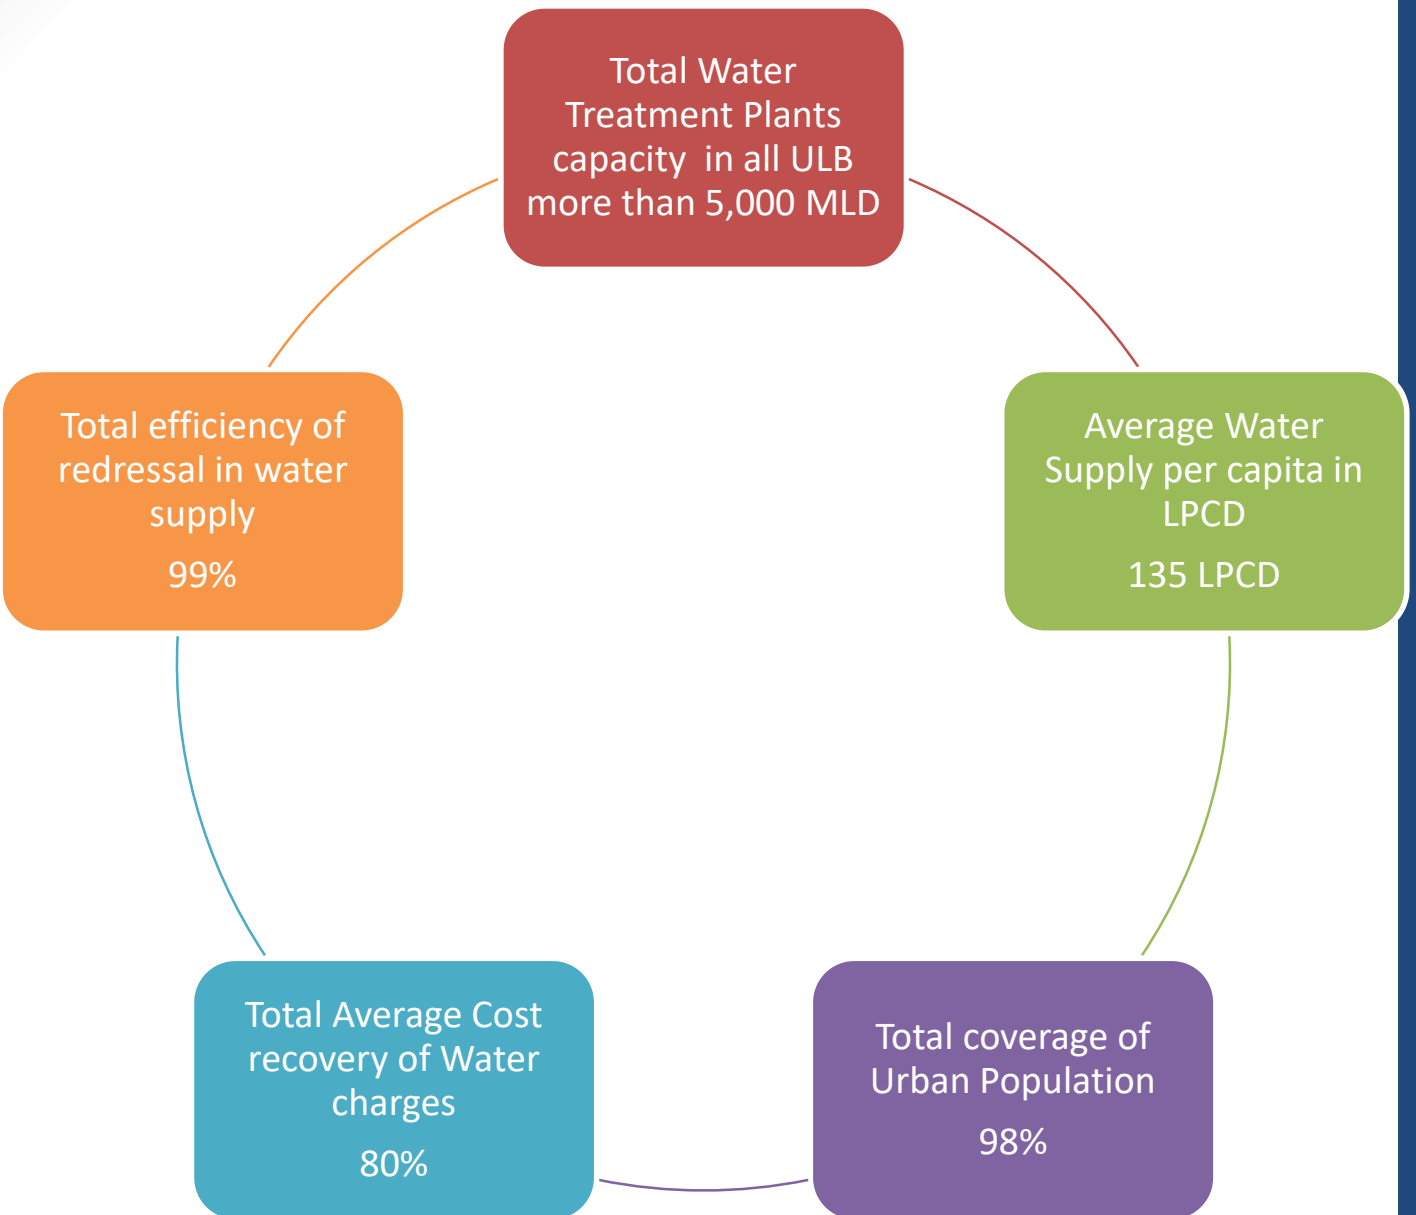 Total Water
Treatment Plants
capacity  in all ULB
more than 5,000 MLD
Average Water
Supply per capita in
LPCD
135 LPCD
Total coverage of
Urban Population
98%
Total Average Cost
recovery of Water
charges
80%
Total efficiency of
redressal in water
supply
99%